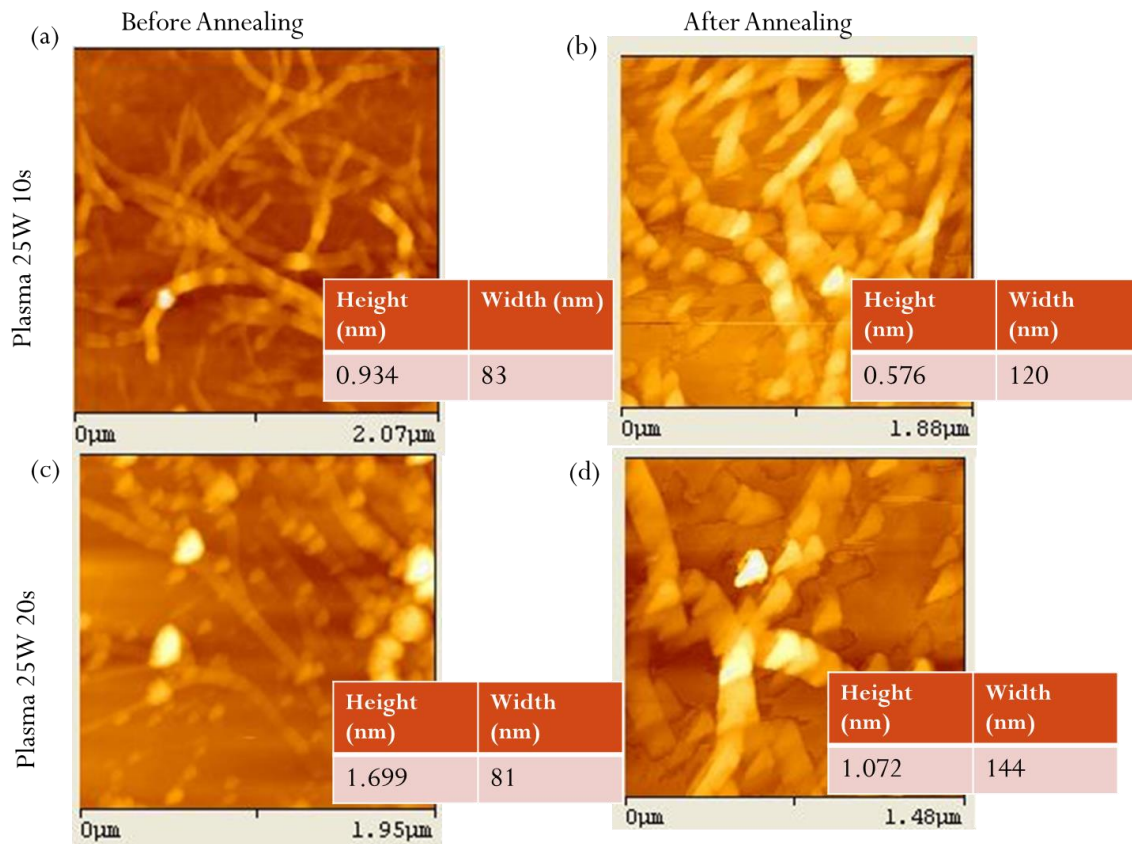 Before Annealing
After Annealing
(a)
(b)
Plasma 25W 10s
Height
(nm)
Width (nm)
0.934
83
Height
(nm)
Width
(nm)
0.576
120
0μm
2.07μm
0μm
1.88μm
(c)
(d)
Plasma 25W 20s
Height
(nm)
Width
(nm)
1.699
81
Height
(nm)
Width
(nm)
1.072
144
0μm
1.95μm
0μm
1.48μm